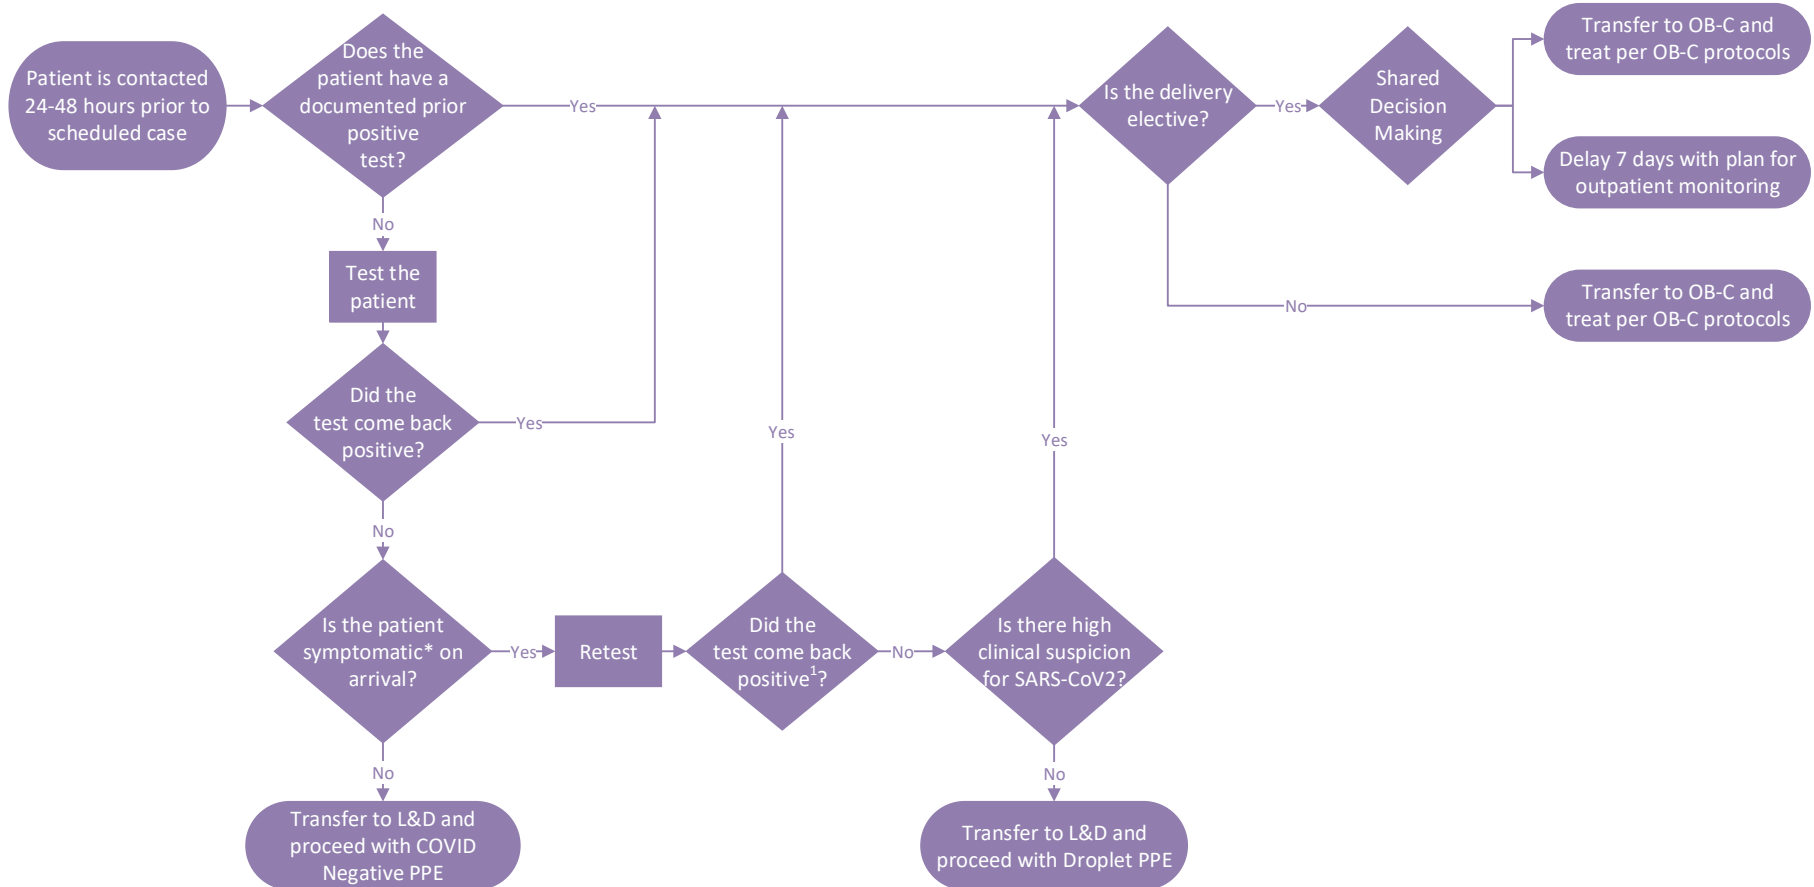 Patient is contacted
24-48 hours prior to
scheduled case
Does the
patient have a
documented prior
positive
test?
Yes
Is the delivery
elective?
Yes
Shared
Decision
Making
Transfer to OB-C and
treat per OB-C protocols
Delay 7 days with plan for
outpatient monitoring
No
Transfer to OB-C and
treat per OB-C protocols
No
Test the
patient
Did the
test come back
positive?
Yes
No
Is the patient
symptomatic* on
arrival?
Yes
Retest
Did the
test come back
positive¹?
Yes
No
Is there high
clinical suspicion
for SARS-CoV2?
Yes
No
Transfer to L&D and
proceed with COVID
Negative PPE
No
Transfer to L&D and
proceed with Droplet PPE